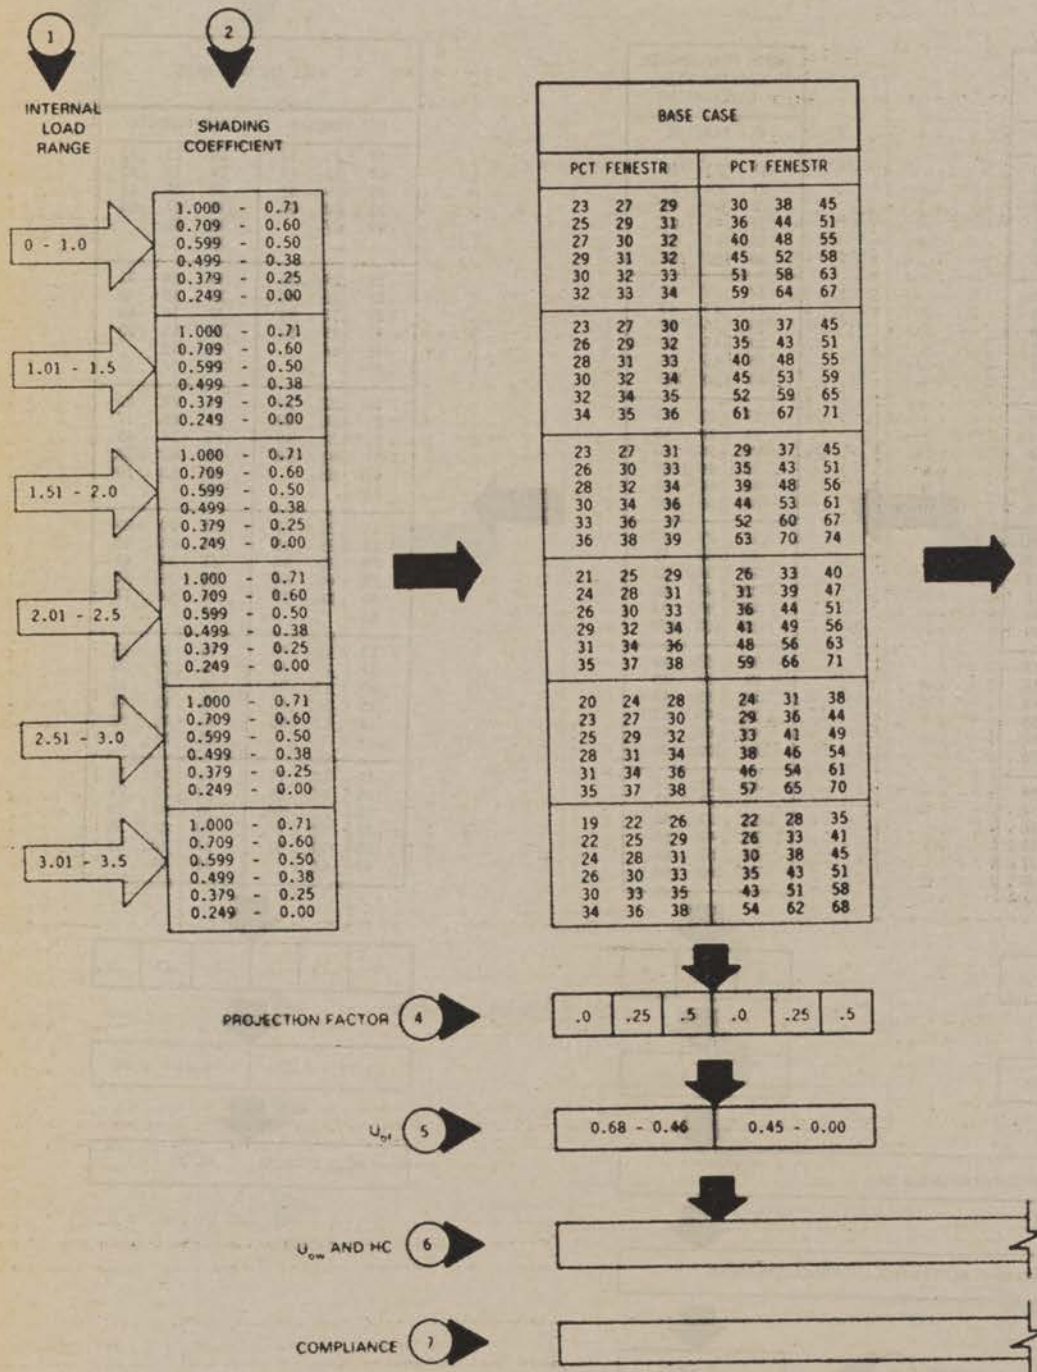 1
2
INTERNAL
LOAD
RANGE
SHADING
COEFFICIENT
BASE CASE
PCT FENESTR PCT FENESTR
0 - 1.0
1.000 - 0.71 23 27 29 30 38 45
0.709 - 0.60 25 29 31 36 44 51
0.599 - 0.50 27 30 32 40 48 55
0.499 - 0.38 29 31 32 45 52 58
0.379 - 0.25 30 32 33 51 58 63
0.249 - 0.00 32 33 34 59 64 67
1.01 - 1.5
1.000 - 0.71 23 27 30 30 37 45
0.709 - 0.60 26 29 32 35 43 51
0.599 - 0.50 28 31 33 40 48 55
0.499 - 0.38 30 32 34 45 53 59
0.379 - 0.25 32 34 35 52 59 65
0.249 - 0.00 34 35 36 61 67 71
1.51 - 2.0
1.000 - 0.71 23 27 31 29 37 45
0.709 - 0.60 26 30 33 35 43 51
0.599 - 0.50 28 32 34 39 48 56
0.499 - 0.38 30 34 36 44 53 61
0.379 - 0.25 33 36 37 52 60 67
0.249 - 0.00 36 38 39 63 70 74
2.01 - 2.5
1.000 - 0.71 21 25 29 26 33 40
0.709 - 0.60 24 28 31 31 39 47
0.599 - 0.50 26 30 33 36 44 51
0.499 - 0.38 29 32 34 41 49 56
0.379 - 0.25 31 34 36 48 56 63
0.249 - 0.00 35 37 38 59 66 71
2.51 - 3.0
1.000 - 0.71 20 24 28 24 31 38
0.709 - 0.60 23 27 30 29 36 44
0.599 - 0.50 25 29 32 33 41 49
0.499 - 0.38 28 31 34 38 46 54
0.379 - 0.25 31 34 36 46 54 61
0.249 - 0.00 35 37 38 57 65 70
3.01 - 3.5
1.000 - 0.71 19 22 26 22 28 35
0.709 - 0.60 22 25 29 26 33 41
0.599 - 0.50 24 28 31 30 38 45
0.499 - 0.38 26 30 33 35 43 51
0.379 - 0.25 30 33 35 43 51 58
0.249 - 0.00 34 36 38 54 62 68
PROJECTION FACTOR 4 .0 .25 .5 .0 .25 .5
U_of 5 0.68 - 0.46 0.45 - 0.00
U_ow AND HC 6
COMPLIANCE 7